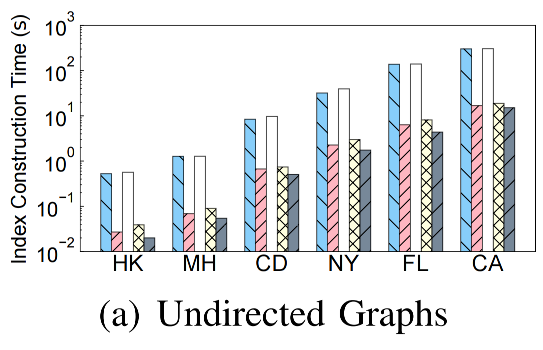 Index Construction Time (s)
10³
10²
10¹
10⁰
10⁻¹
10⁻²
HK MH CD NY FL CA
(a) Undirected Graphs